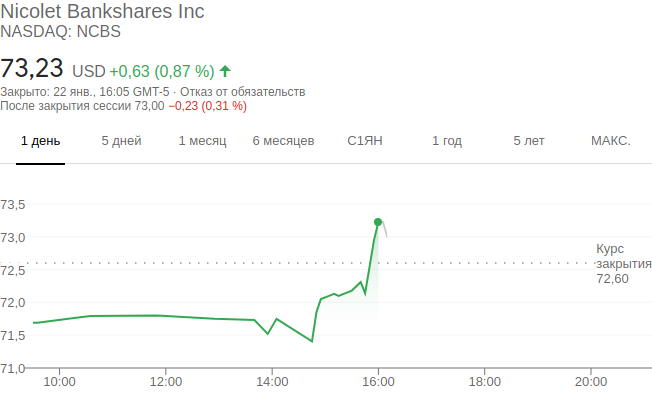 Nicolet Bankshares Inc
NASDAQ: NCBS
73,23 USD +0,63 (0,87 %)
Закрыто: 22 янв., 16:05 GMT-5 · Отказ от обязательств
После закрытия сессии 73,00 −0,23 (0,31 %)
1 день 5 дней 1 месяц 6 месяцев С1ЯН 1 год 5 лет МАКС.
73,5
73,0
72,5
72,0
71,5
71,0
Курс
закрытия
72,60
10:00 12:00 14:00 16:00 18:00 20:00